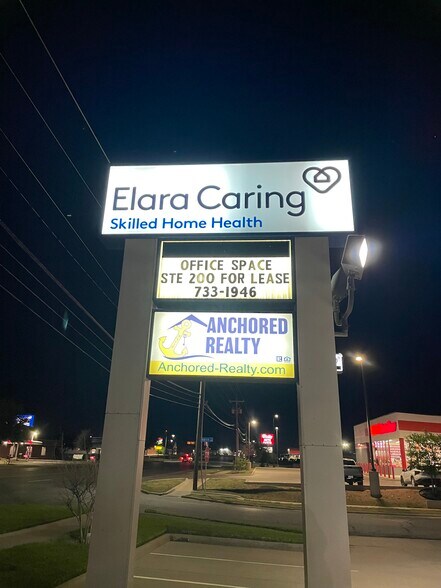 Elara Caring
Skilled Home Health
OFFICE SPACE
STE 200 FOR LEASE
733-1946
ANCHORED
REALTY
Anchored-Realty.com